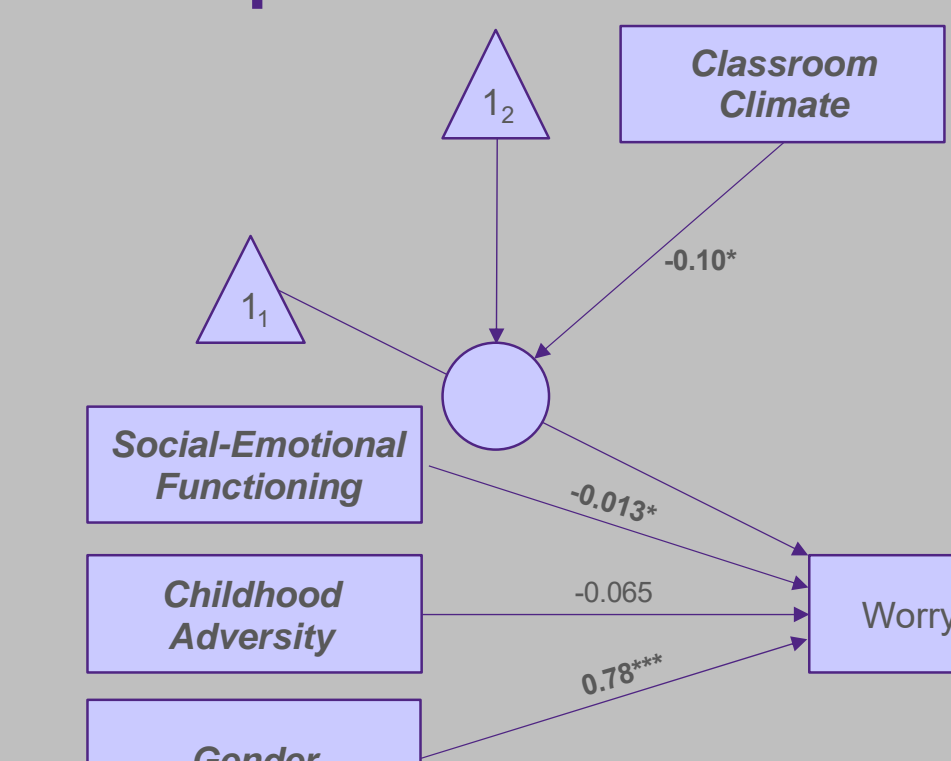 1₂
Classroom
Climate
-0.10*
1₁
Social-Emotional
Functioning
-0.013*
Childhood
Adversity
-0.065
Worry
0.78***
Gender